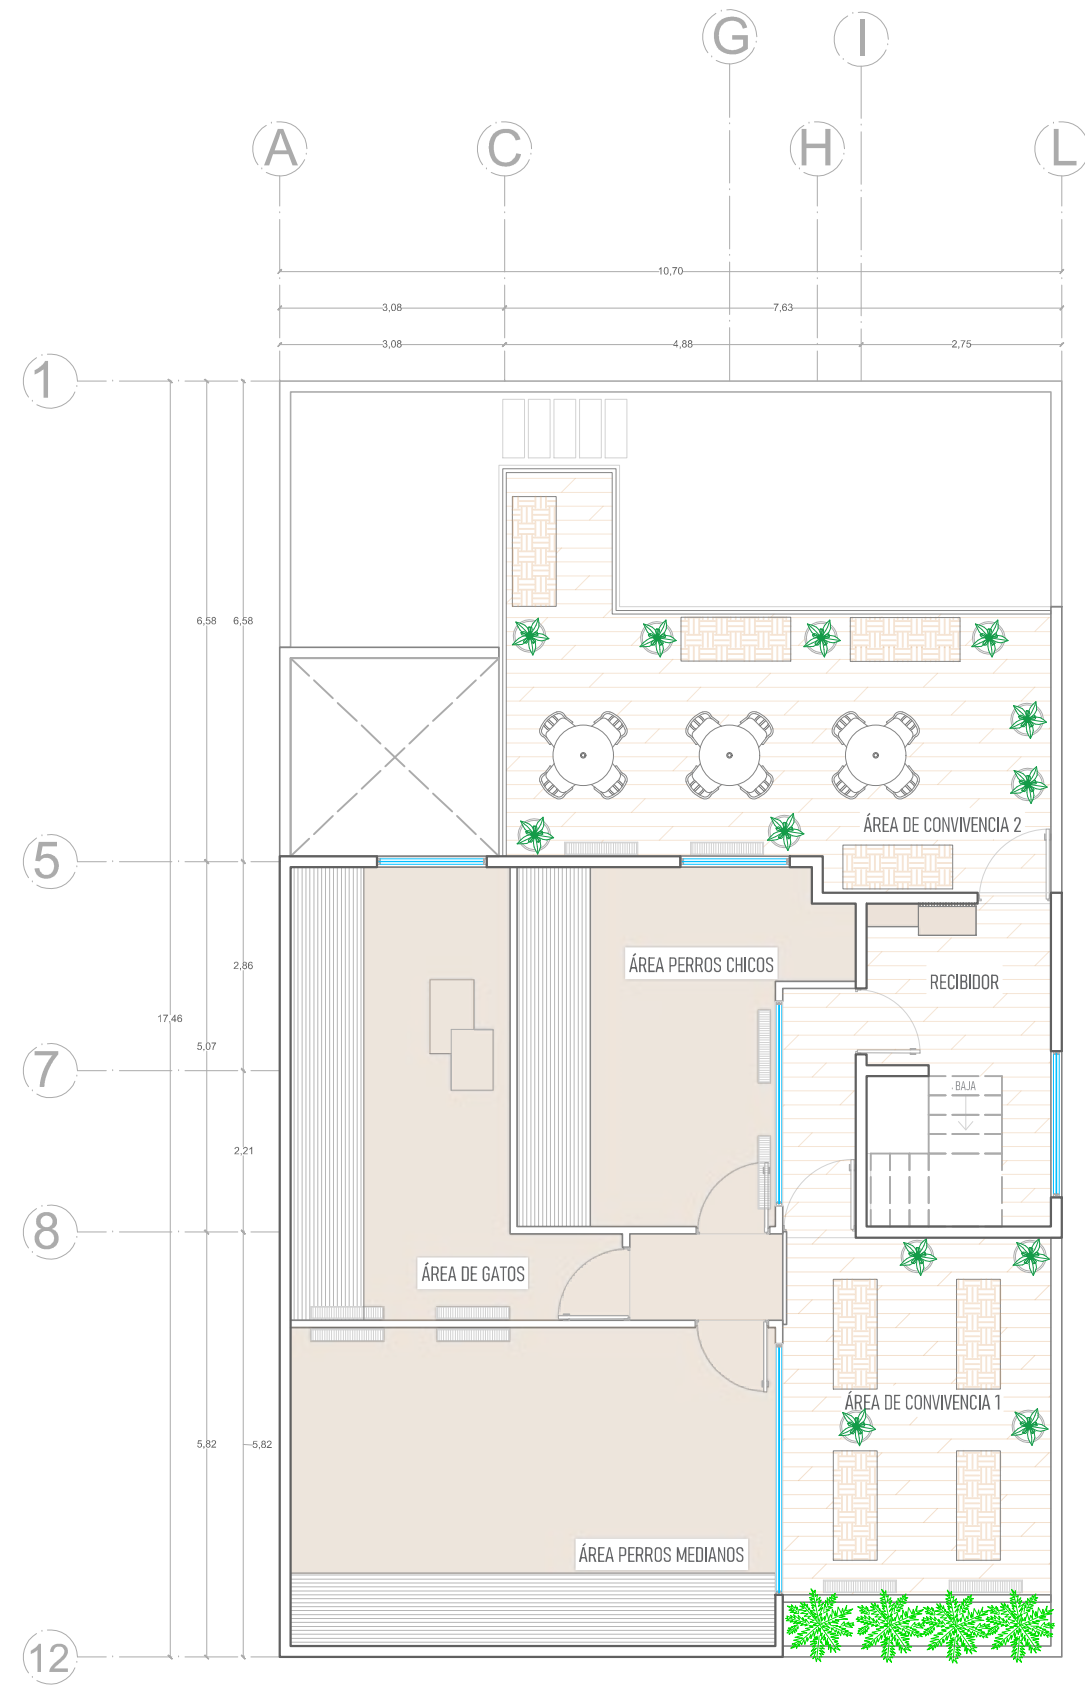 G
I
A
C
H
L
10,70
3,08
7,63
3,08
4,88
2,75
1
6,58
6,58
ÁREA DE CONVIVENCIA 2
5
ÁREA PERROS CHICOS
2,86
RECIBIDOR
17,46
5,07
7
BAJA
2,21
8
ÁREA DE GATOS
ÁREA DE CONVIVENCIA 1
5,82
5,82
ÁREA PERROS MEDIANOS
12